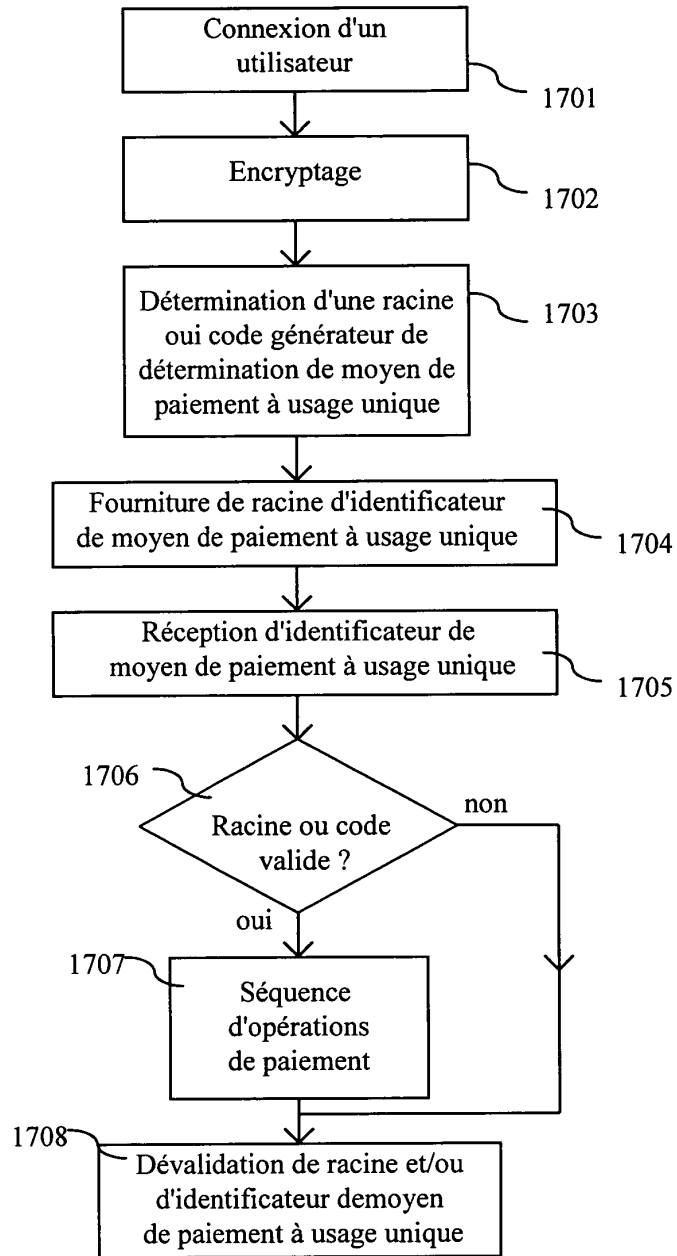 Connexion d'un
utilisateur
1701
Encryptage
1702
Détermination d'une racine
oui code générateur de
détermination de moyen de
paiement à usage unique
1703
Fourniture de racine d'identificateur
de moyen de paiement à usage unique
1704
Réception d'identificateur de
moyen de paiement à usage unique
1705
1706
Racine ou code
valide ?
non
oui
1707
Séquence
d'opérations
de paiement
1708
Dévalidation de racine et/ou
d'identificateur demoyen
de paiement à usage unique